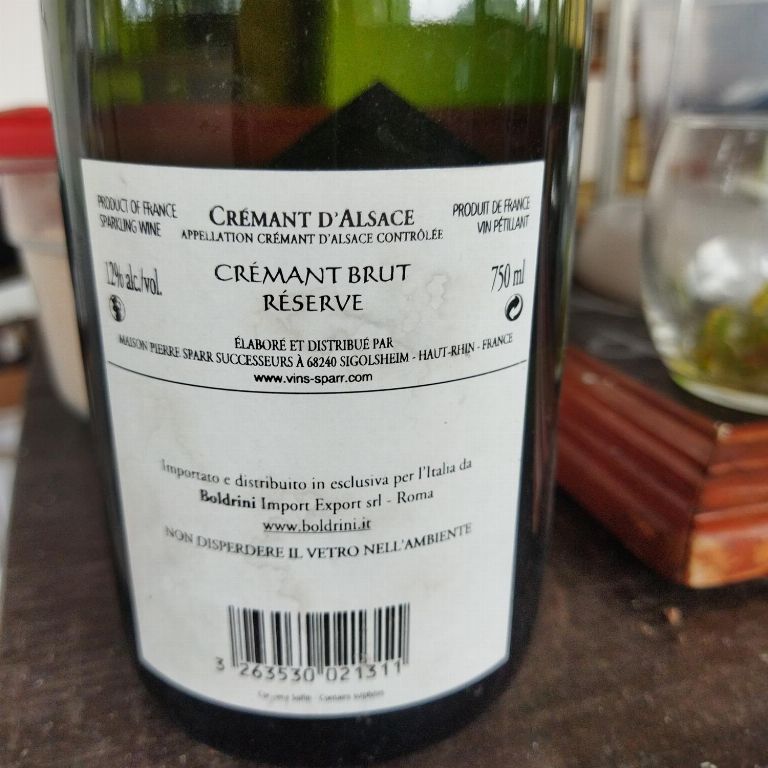 PRODUCT OF FRANCE
SPARKLING WINE
CRÉMANT D'ALSACE
APPELLATION CRÉMANT D'ALSACE CONTRÔLÉE
PRODUIT DE FRANCE
VIN PÉTILLANT
12% alc./vol.
CRÉMANT BRUT
RÉSERVE
750 ml
ÉLABORÉ ET DISTRIBUÉ PAR
MAISON PIERRE SPARR SUCCESSEURS À 68240 SIGOLSHEIM - HAUT-RHIN - FRANCE
www.vins-sparr.com
Importato e distribuito in esclusiva per l'Italia da
Boldrini Import Export srl - Roma
www.boldrini.it
NON DISPERDERE IL VETRO NELL'AMBIENTE
3 263530 021311